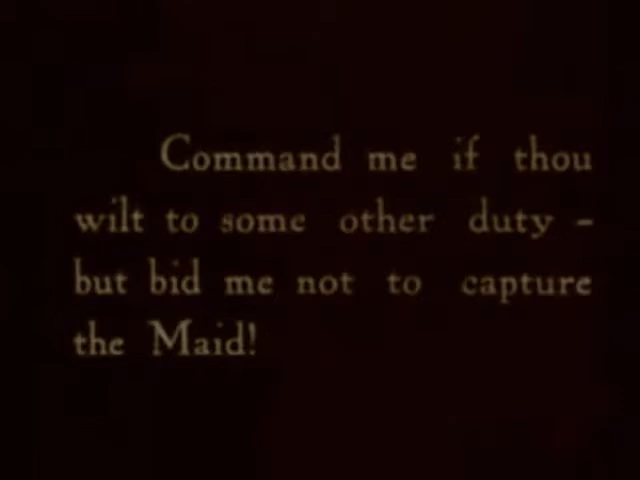 Command me if thou
wilt to some other duty -
but bid me not to capture
the Maid!